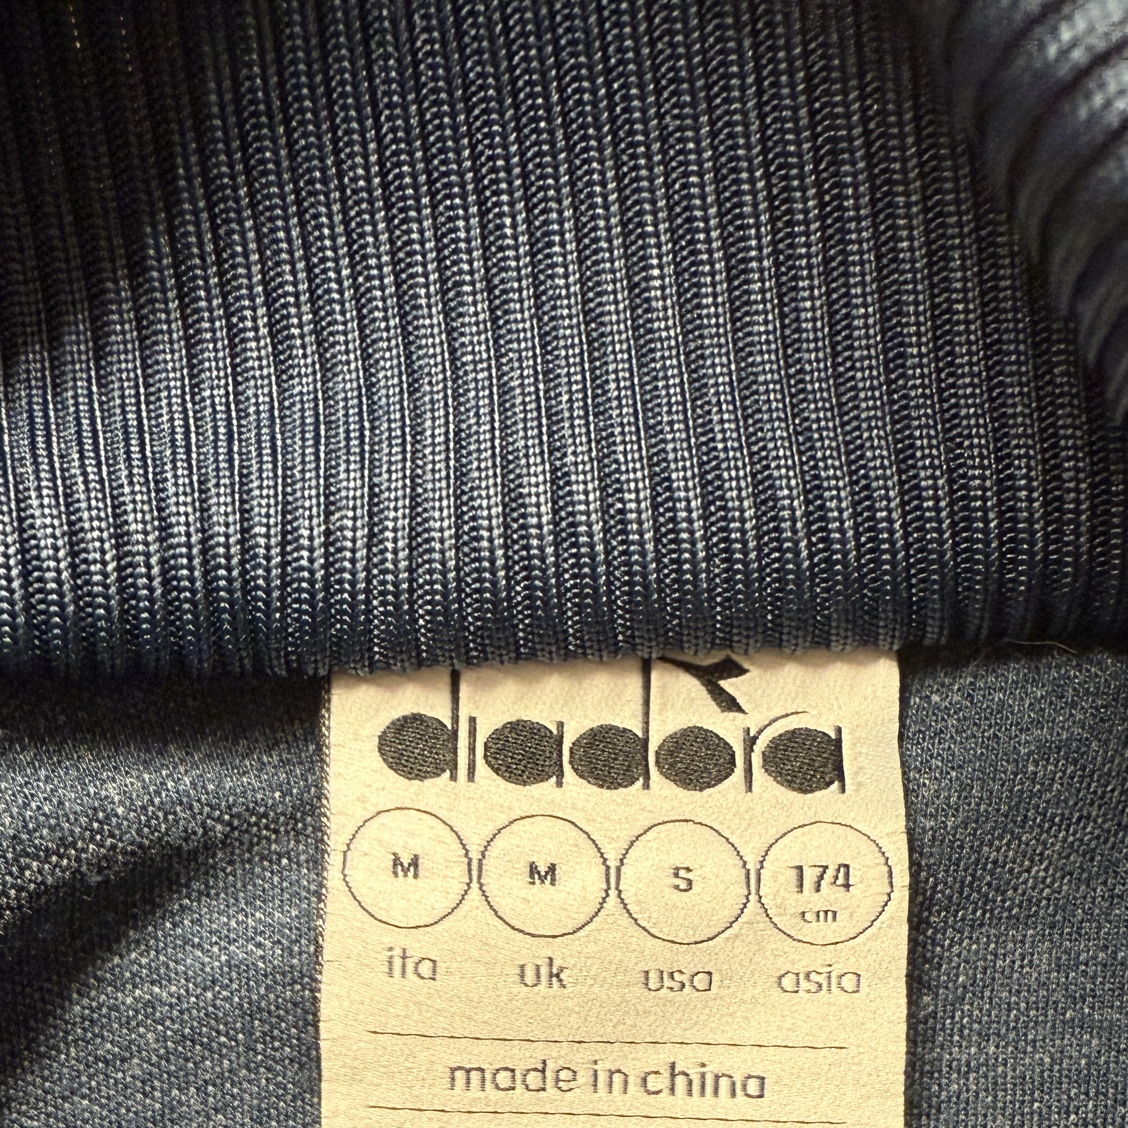 diadora
M M S 174
cm
ita uk usa asia
made in china